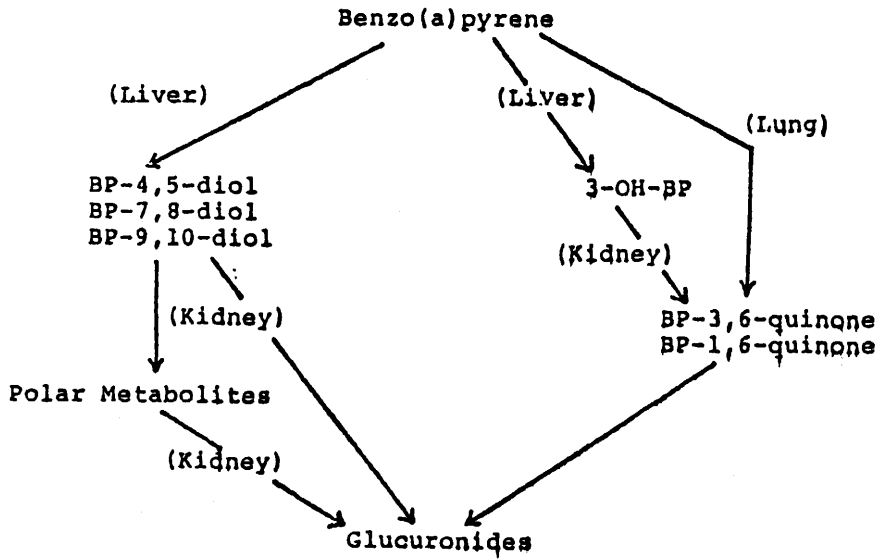 Benzo(a)pyrene
(Liver)
(Liver)
(Lung)
BP-4,5-diol
BP-7,8-diol
BP-9,10-diol
3-OH-BP
(Kidney)
(Kidney)
BP-3,6-quinone
BP-1,6-quinone
Polar Metabolites
(Kidney)
Glucuronides